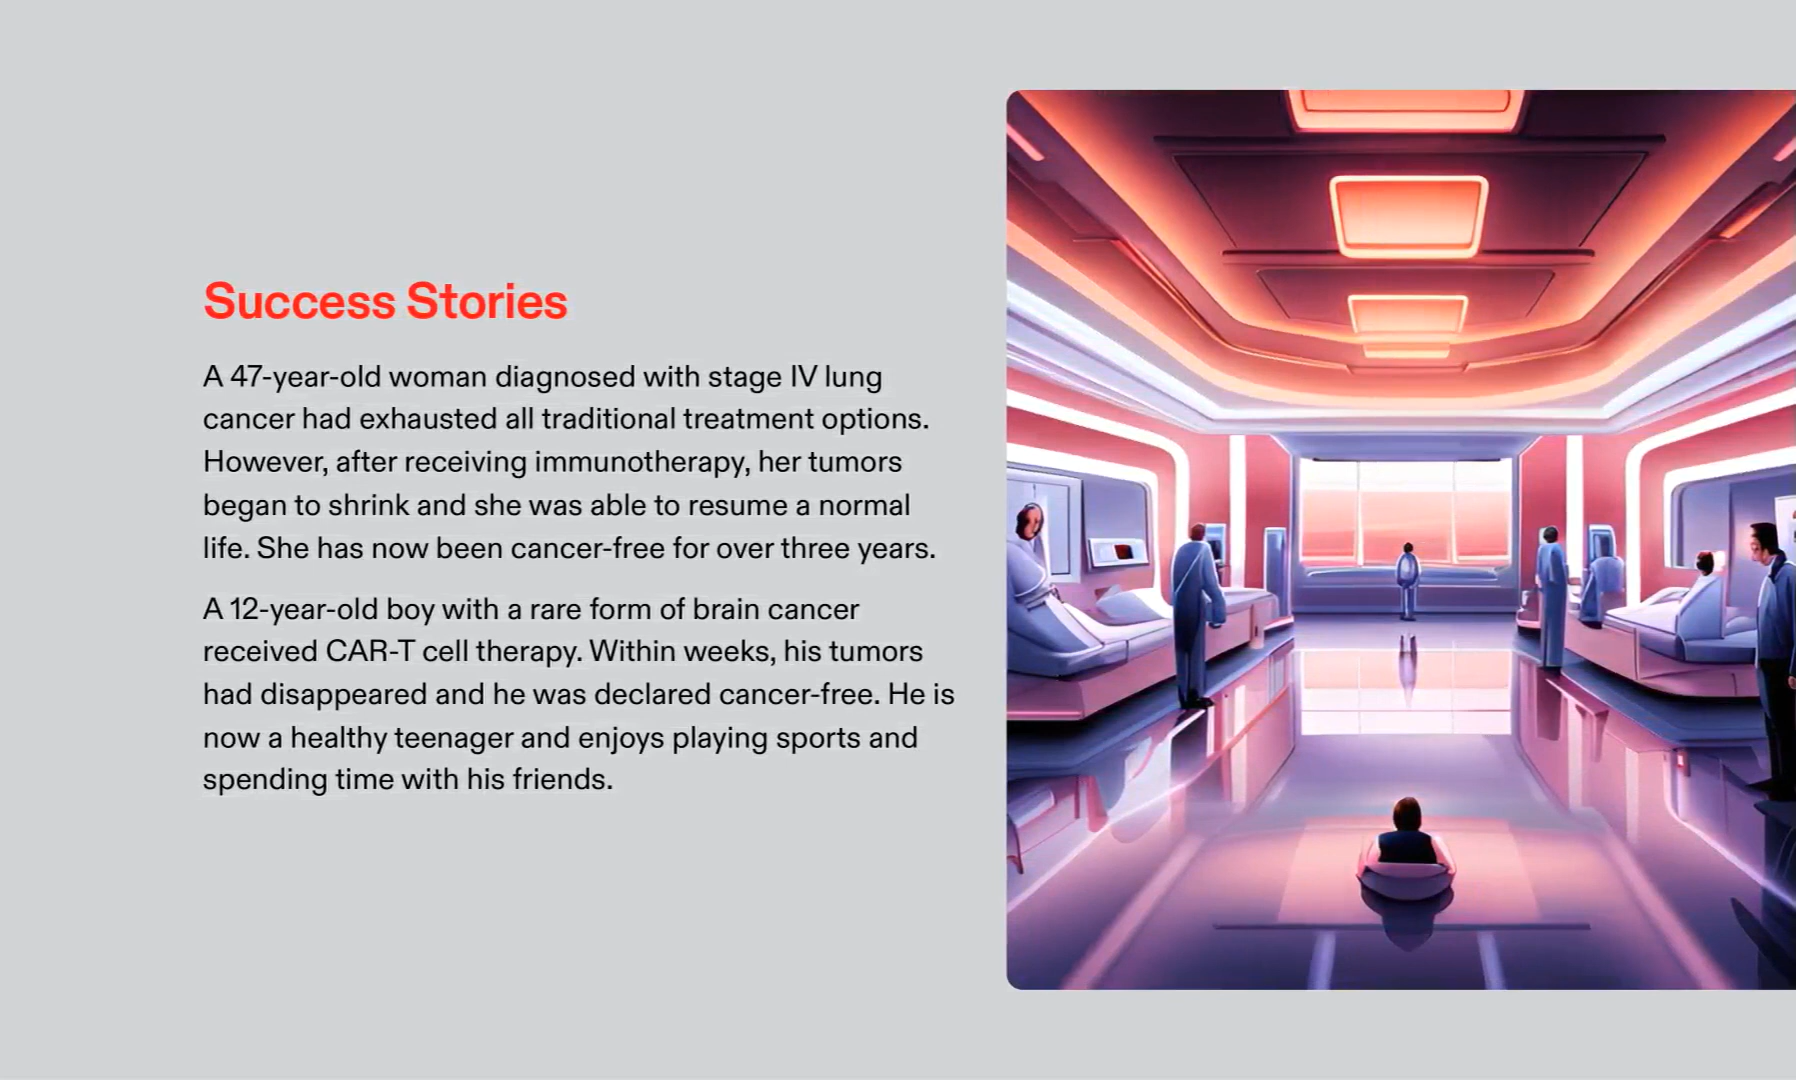 Success Stories
A 47-year-old woman diagnosed with stage IV lung
cancer had exhausted all traditional treatment options.
However, after receiving immunotherapy, her tumors
began to shrink and she was able to resume a normal
life. She has now been cancer-free for over three years.
A 12-year-old boy with a rare form of brain cancer
received CAR-T cell therapy. Within weeks, his tumors
had disappeared and he was declared cancer-free. He is
now a healthy teenager and enjoys playing sports and
spending time with his friends.